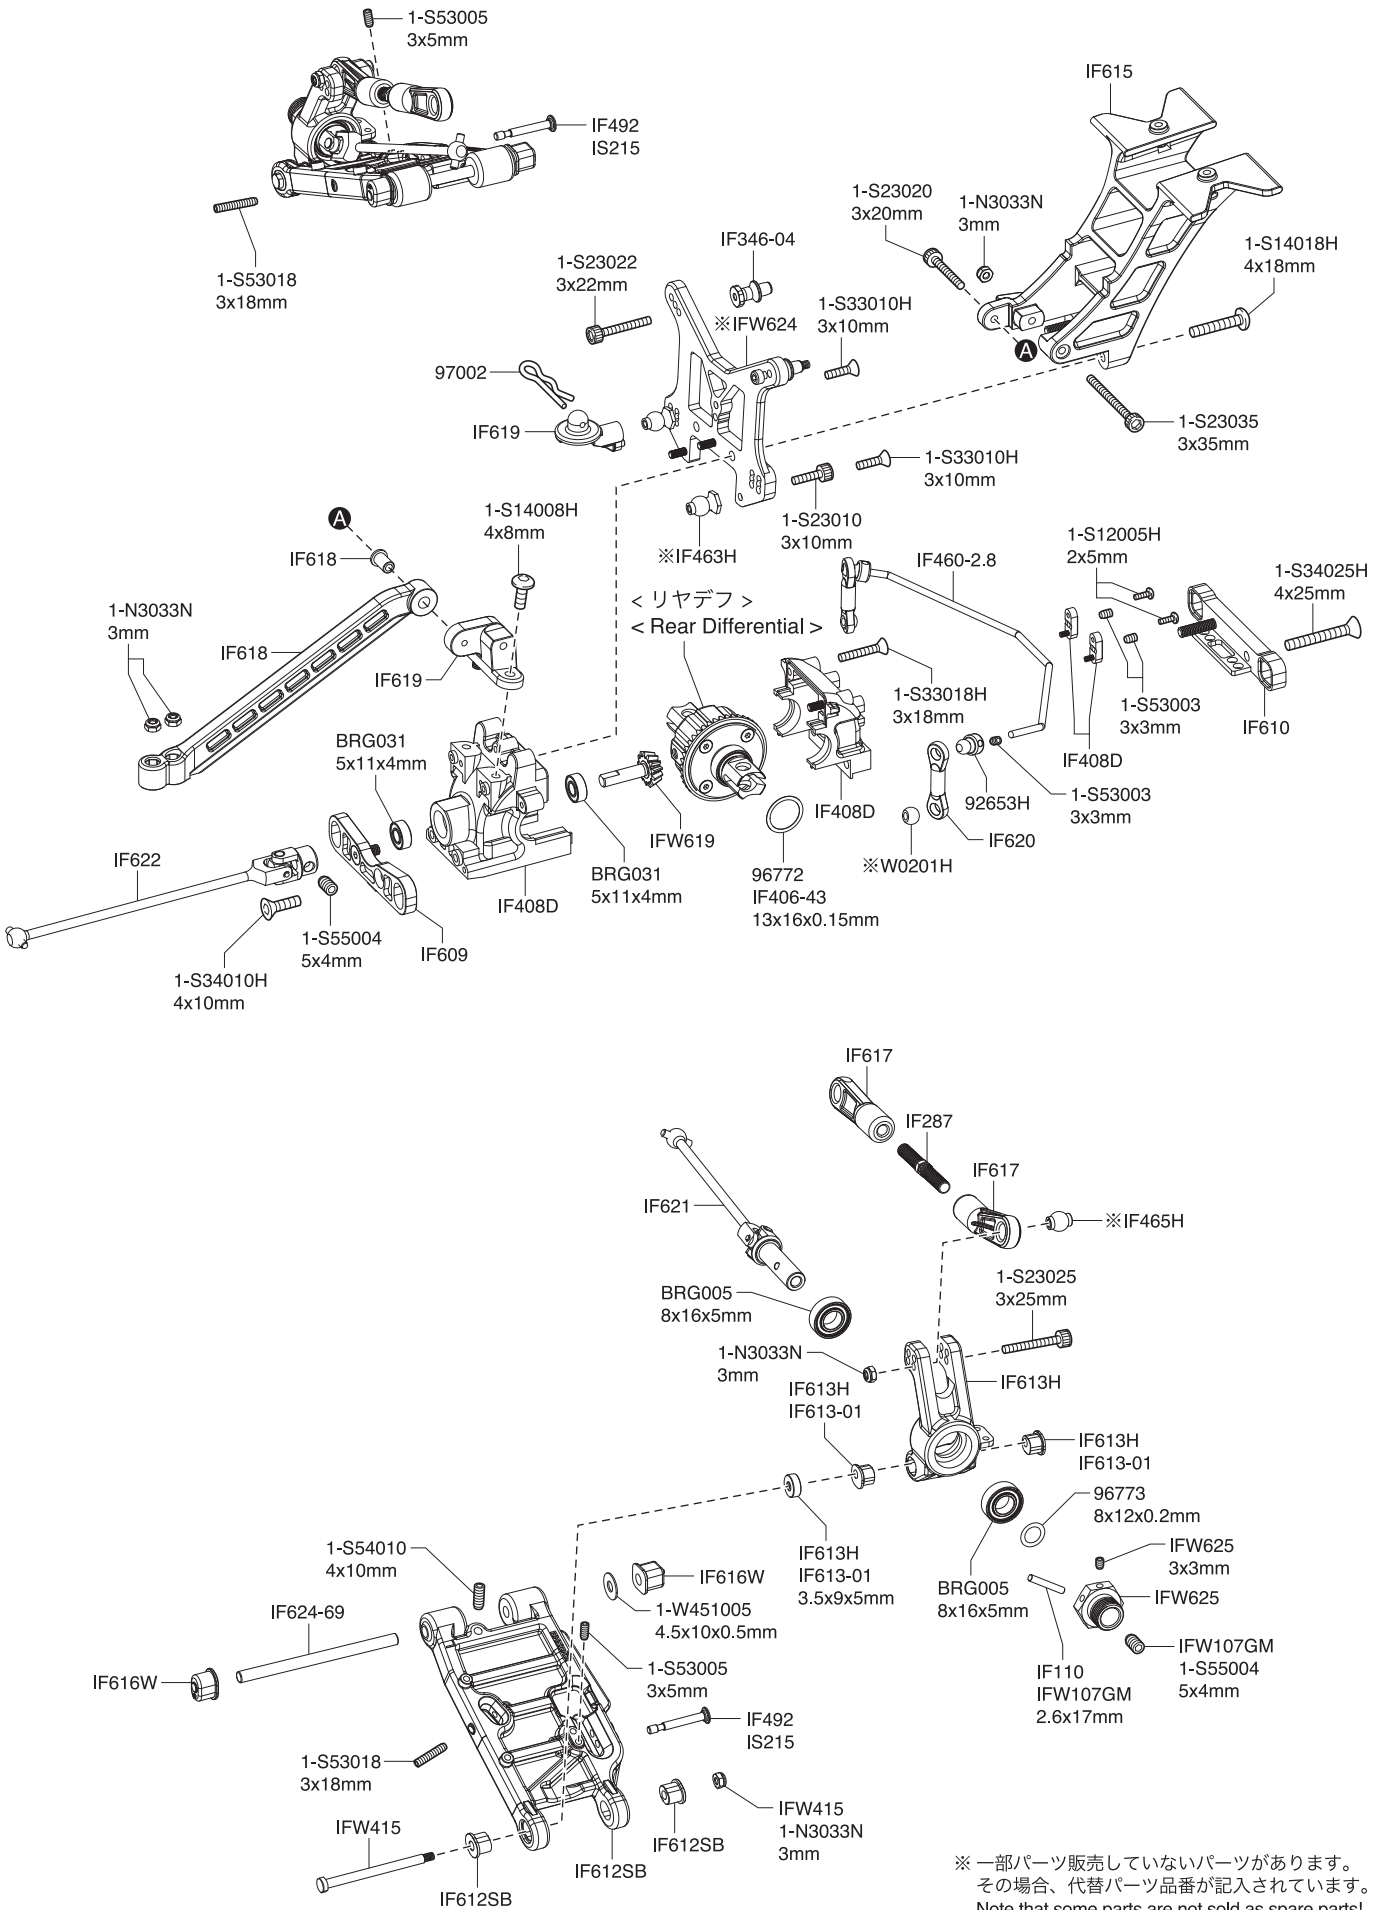 1-S53005
3x5mm
IF492
IS215
1-S53018
3x18mm
IF615
1-S23020
3x20mm
1-N3033N
3mm
1-S14018H
4x18mm
IF346-04
1-S23022
3x22mm
※IFW624
1-S33010H
3x10mm
A
97002
IF619
1-S23035
3x35mm
1-S33010H
3x10mm
1-S23010
3x10mm
※IF463H
1-S14008H
4x8mm
A
IF618
1-N3033N
3mm
IF618
IF619
< リヤデフ >
< Rear Differential >
IF460-2.8
1-S12005H
2x5mm
1-S34025H
4x25mm
1-S33018H
3x18mm
1-S53003
3x3mm
IF610
IF408D
BRG031
5x11x4mm
IF408D
92653H
1-S53003
3x3mm
IF620
※W0201H
IFW619
BRG031
5x11x4mm
96772
IF406-43
13x16x0.15mm
IF622
IF408D
1-S55004
5x4mm
IF609
1-S34010H
4x10mm
IF617
IF287
IF617
IF621
※IF465H
BRG005
8x16x5mm
1-S23025
3x25mm
1-N3033N
3mm
IF613H
IF613H
IF613-01
IF613H
IF613-01
96773
8x12x0.2mm
IF613H
IF613-01
3.5x9x5mm
BRG005
8x16x5mm
IFW625
3x3mm
IFW625
1-S54010
4x10mm
IF616W
1-W451005
4.5x10x0.5mm
IF624-69
IF616W
1-S53005
3x5mm
IF110
IFW107GM
2.6x17mm
IFW107GM
1-S55004
5x4mm
IF492
IS215
1-S53018
3x18mm
IFW415
IF612SB
IF612SB
IF612SB
IFW415
1-N3033N
3mm
※ 一部パーツ販売していないパーツがあります。
その場合、代替パーツ品番が記入されています。
Note that some parts are not sold as spare parts!